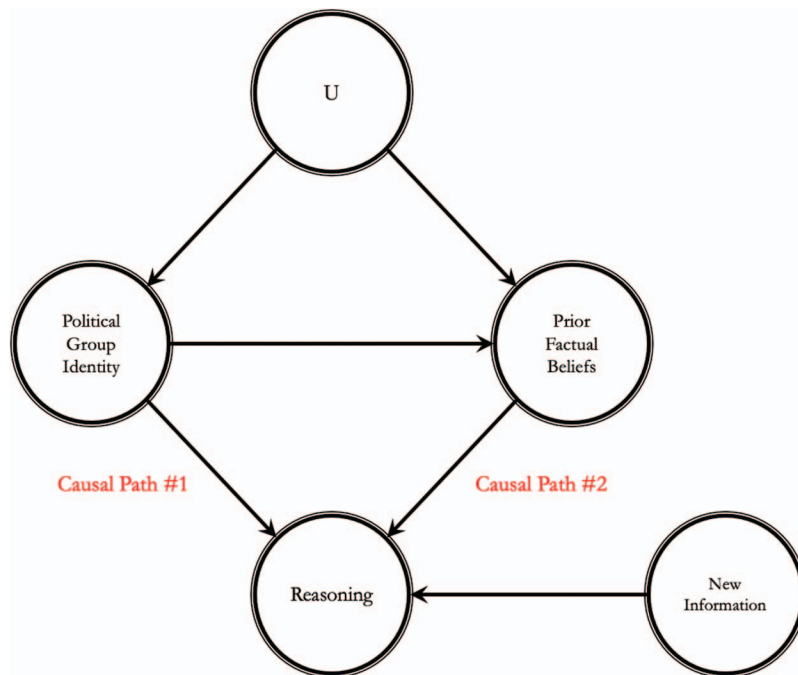 U
Political
Group
Identity
Prior
Factual
Beliefs
Causal Path #1
Causal Path #2
Reasoning
New
Information